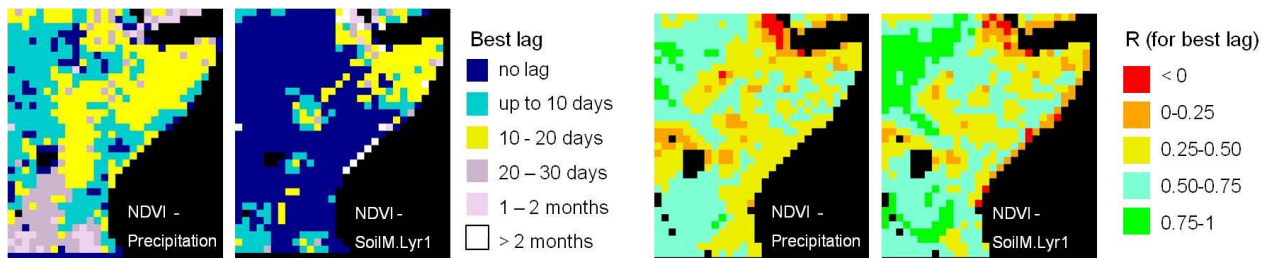 NDVI -
Precipitation
NDVI -
SoilM.Lyr1
Best lag
no lag
up to 10 days
10 - 20 days
20 – 30 days
1 – 2 months
> 2 months
NDVI -
Precipitation
NDVI -
SoilM.Lyr1
R (for best lag)
< 0
0-0.25
0.25-0.50
0.50-0.75
0.75-1